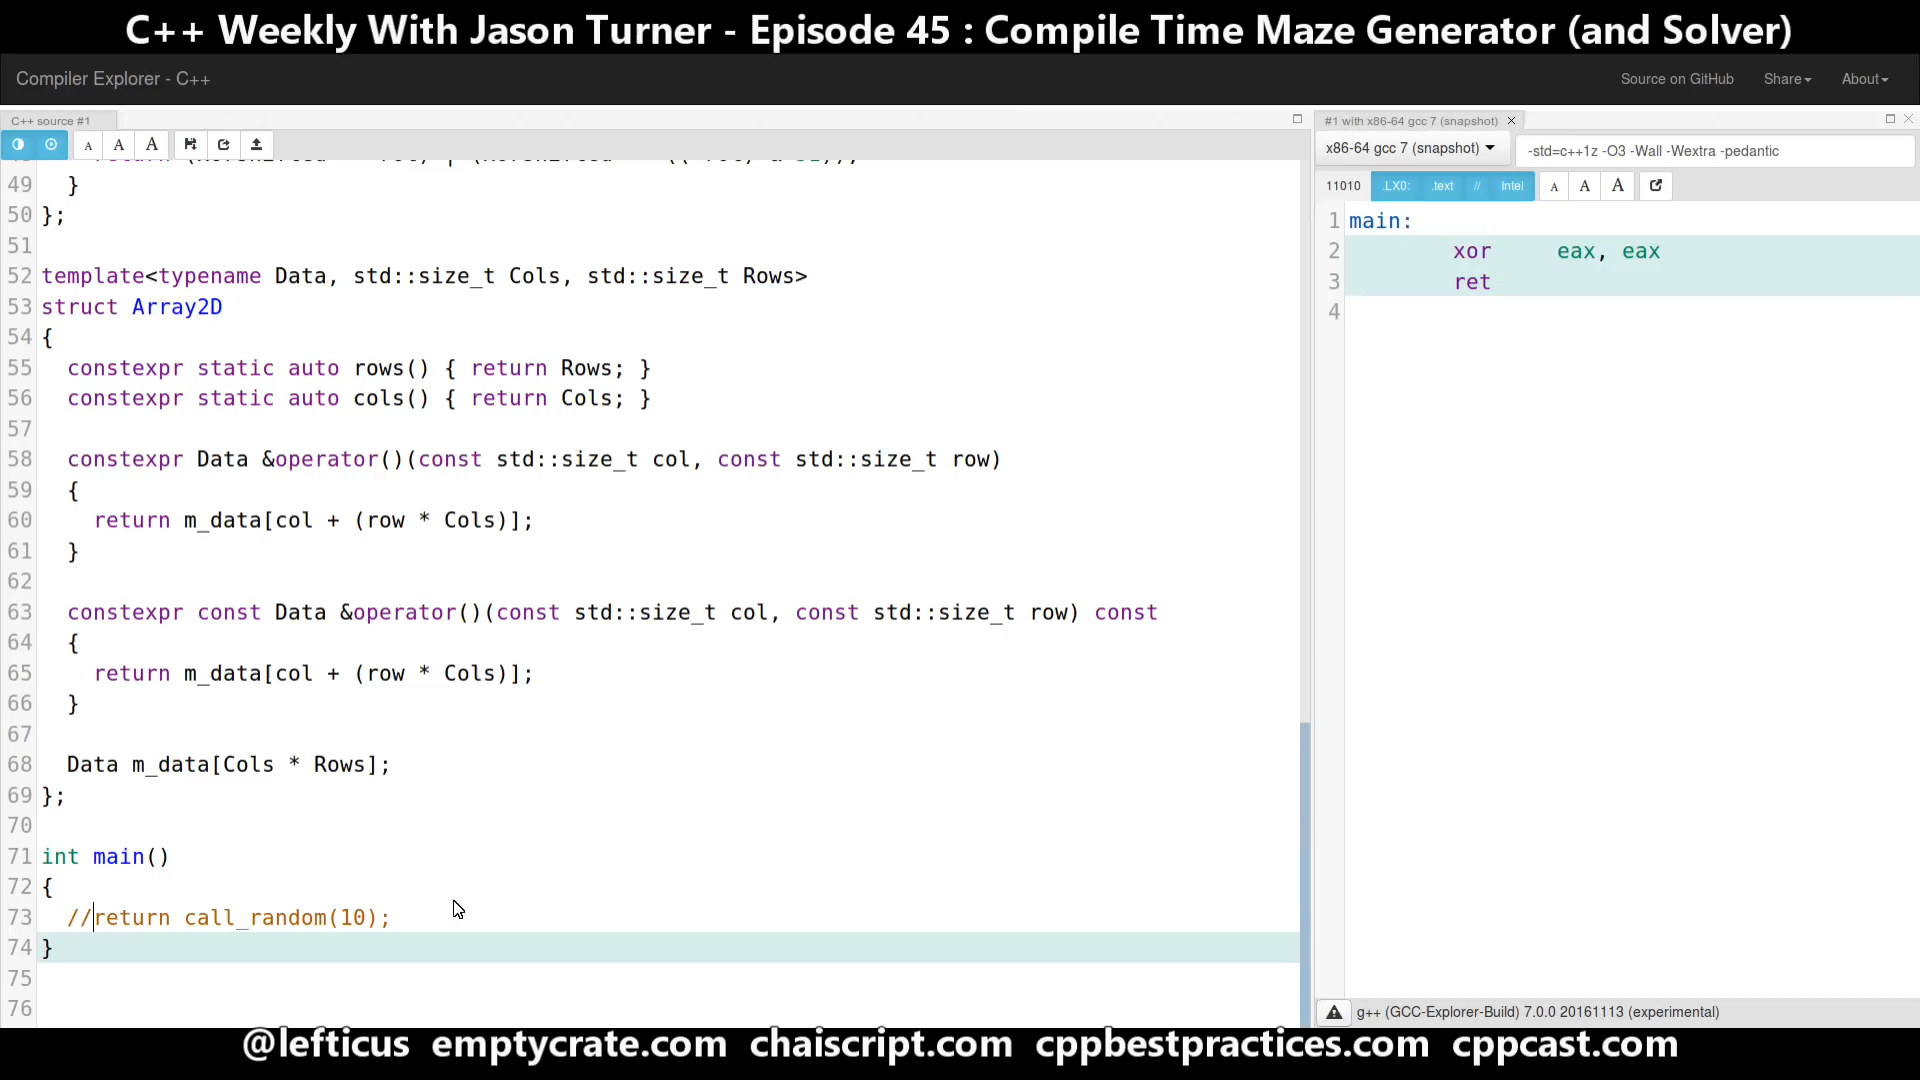 C++ Weekly With Jason Turner - Episode 45 : Compile Time Maze Generator (and Solver)
Compiler Explorer - C++
Source on GitHub
Share
About
C++ source #1
A A A
49   }
50 };
51
52 template<typename Data, std::size_t Cols, std::size_t Rows>
53 struct Array2D
54 {
55   constexpr static auto rows() { return Rows; }
56   constexpr static auto cols() { return Cols; }
57
58   constexpr Data &operator()(const std::size_t col, const std::size_t row)
59   {
60     return m_data[col + (row * Cols)];
61   }
62
63   constexpr const Data &operator()(const std::size_t col, const std::size_t row) const
64   {
65     return m_data[col + (row * Cols)];
66   }
67
68   Data m_data[Cols * Rows];
69 };
70
71 int main()
72 {
73   //return call_random(10);
74 }
75
76
#1 with x86-64 gcc 7 (snapshot) ×
x86-64 gcc 7 (snapshot)
-std=c++1z -O3 -Wall -Wextra -pedantic
11010 .LX0: .text // Intel A A A
1 main:
2         xor     eax, eax
3         ret
4
g++ (GCC-Explorer-Build) 7.0.0 20161113 (experimental)
@lefticus emptycrate.com chaiscript.com cppbestpractices.com cppcast.com